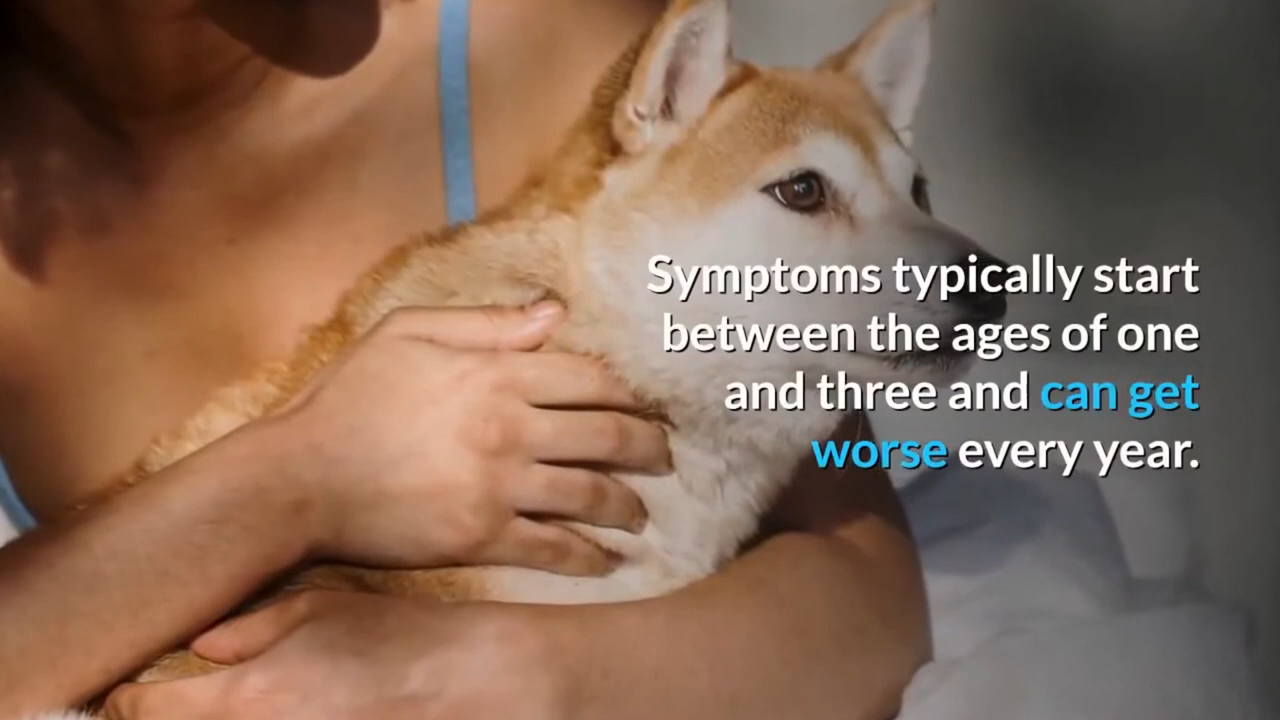 Symptoms typically start
between the ages of one
and three and can get
worse every year.